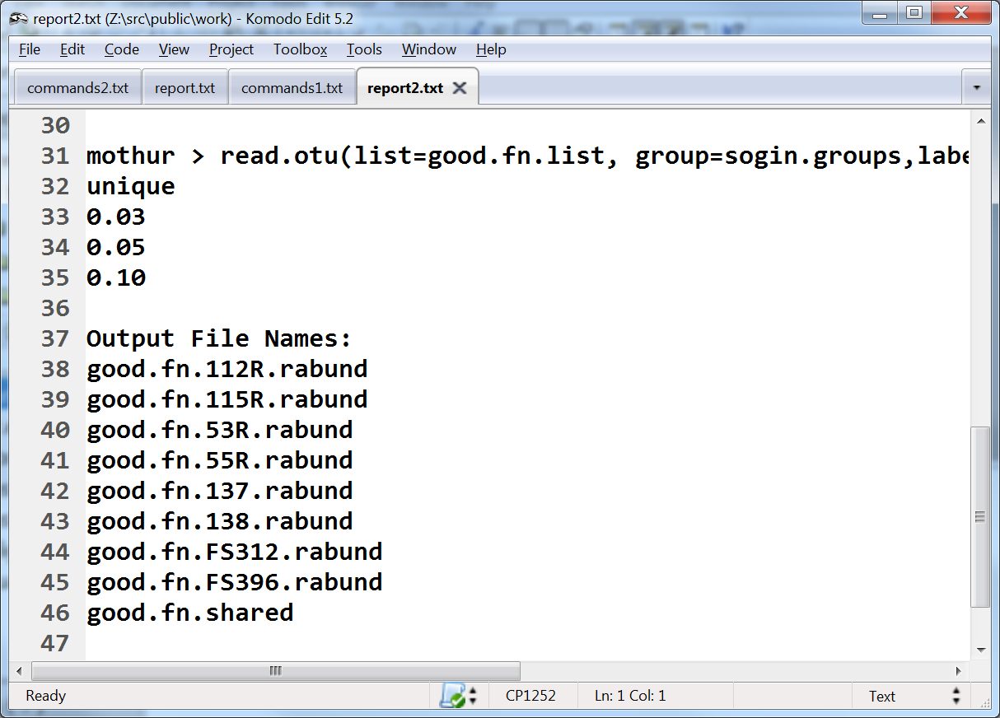 report2.txt (Z:\src\public\work) - Komodo Edit 5.2
File Edit Code View Project Toolbox Tools Window Help
commands2.txt report.txt commands1.txt report2.txt
30
31 mothur > read.otu(list=good.fn.list, group=sogin.groups,labe
32 unique
33 0.03
34 0.05
35 0.10
36
37 Output File Names:
38 good.fn.112R.rabund
39 good.fn.115R.rabund
40 good.fn.53R.rabund
41 good.fn.55R.rabund
42 good.fn.137.rabund
43 good.fn.138.rabund
44 good.fn.FS312.rabund
45 good.fn.FS396.rabund
46 good.fn.shared
47
Ready CP1252 Ln: 1 Col: 1 Text